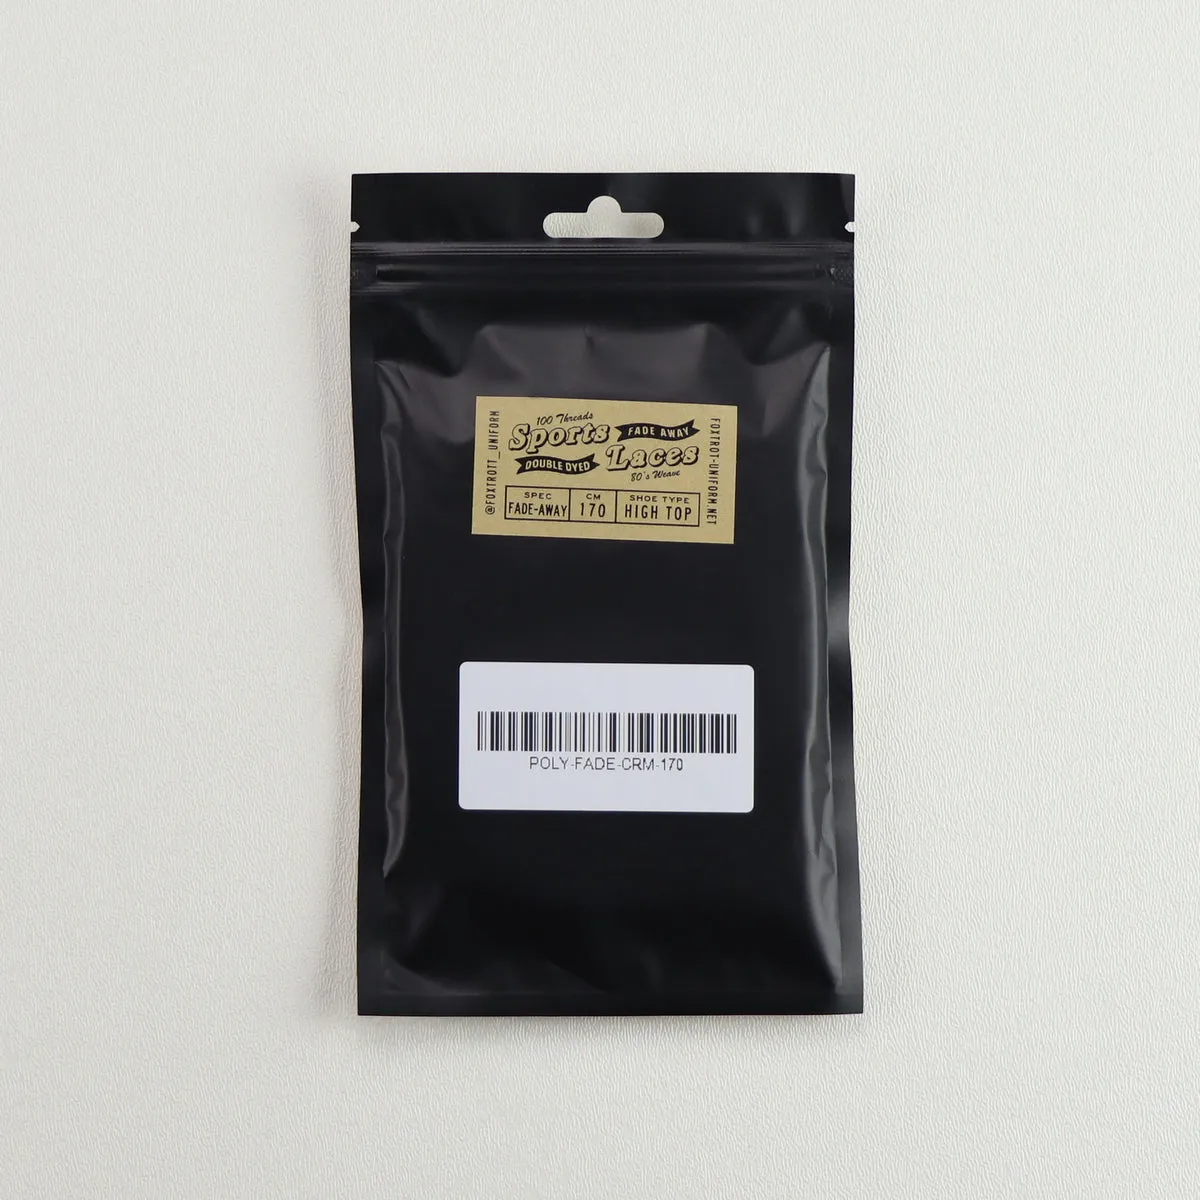 @FOXTROTT_UNIFORM
100 Threads
Sports
FADE AWAY
DOUBLE DYED
Laces
80's Weave
SPEC
FADE-AWAY
CM
170
SHOE TYPE
HIGH TOP
FOXTROT-UNIFORM.NET
POLY-FADE-CRM-170